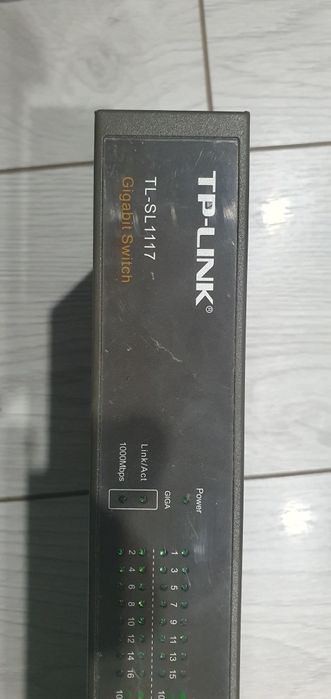 TP-LINK®
TL-SL1117
Gigabit Switch
Power
GIGA
Link/Act
1000Mbps
1 3 5 7 9 11 13 15
2 4 6 8 10 12 14 16